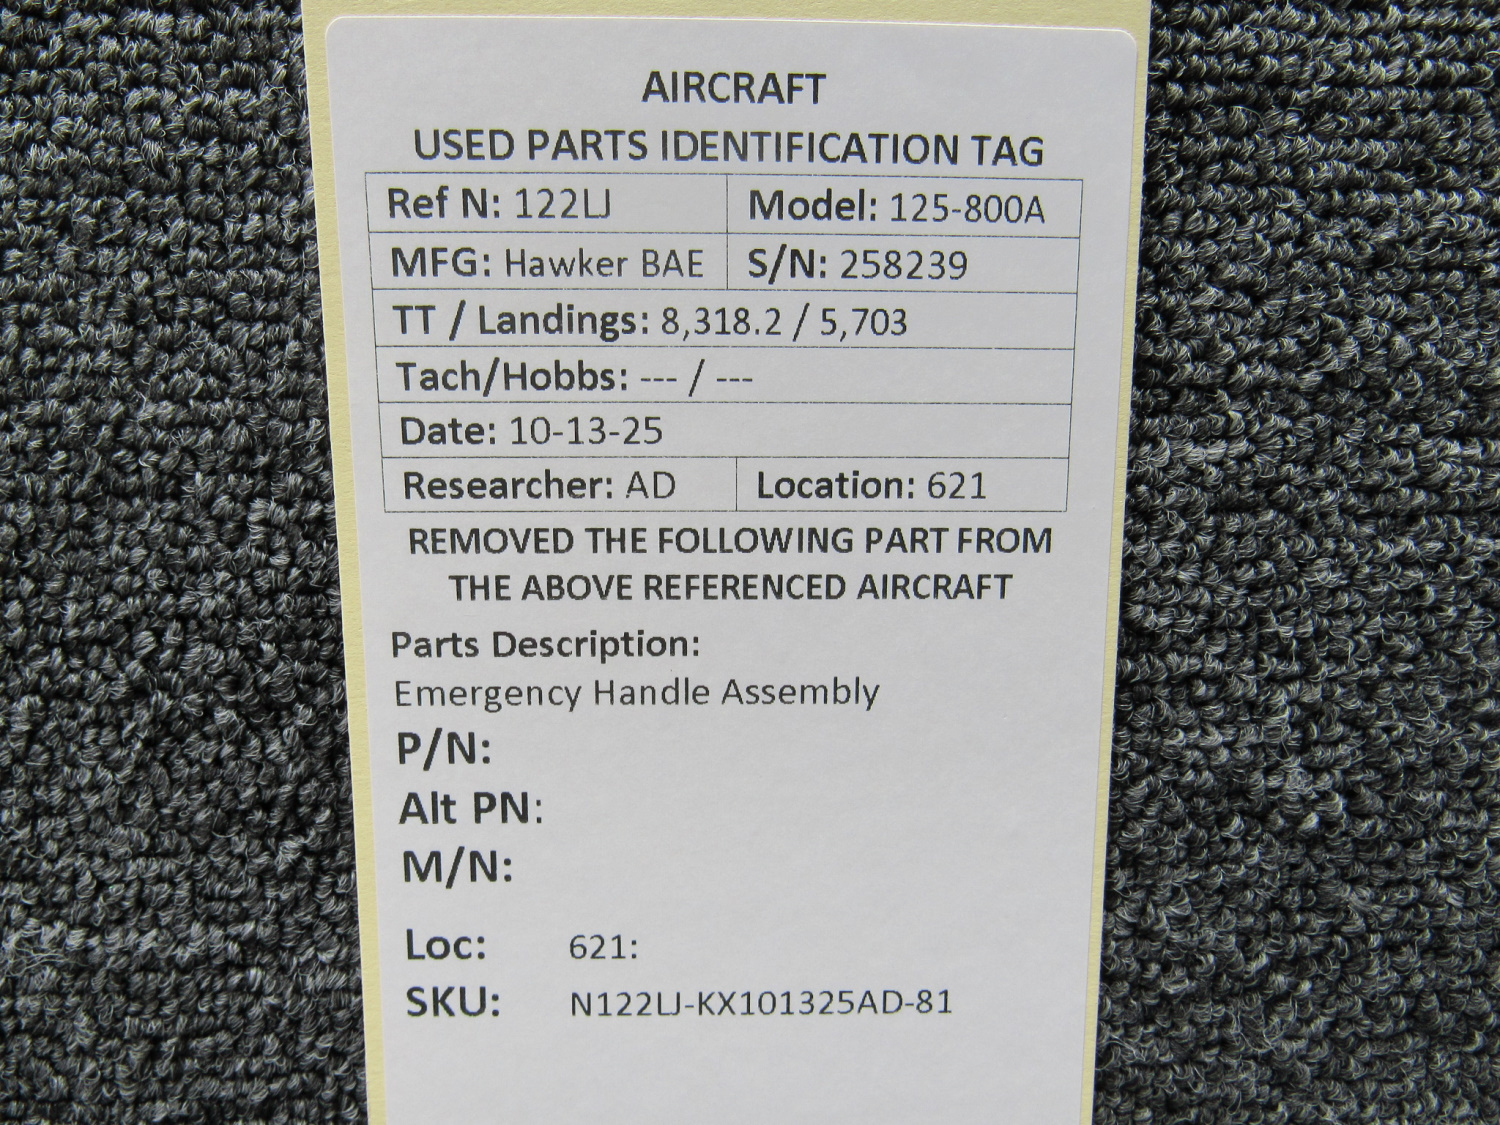 AIRCRAFT
USED PARTS IDENTIFICATION TAG
Ref N: 122LJ Model: 125-800A
MFG: Hawker BAE S/N: 258239
TT / Landings: 8,318.2 / 5,703
Tach/Hobbs: --- / ---
Date: 10-13-25
Researcher: AD Location: 621
REMOVED THE FOLLOWING PART FROM
THE ABOVE REFERENCED AIRCRAFT
Parts Description:
Emergency Handle Assembly
P/N:
Alt PN:
M/N:
Loc: 621:
SKU: N122LJ-KX101325AD-81